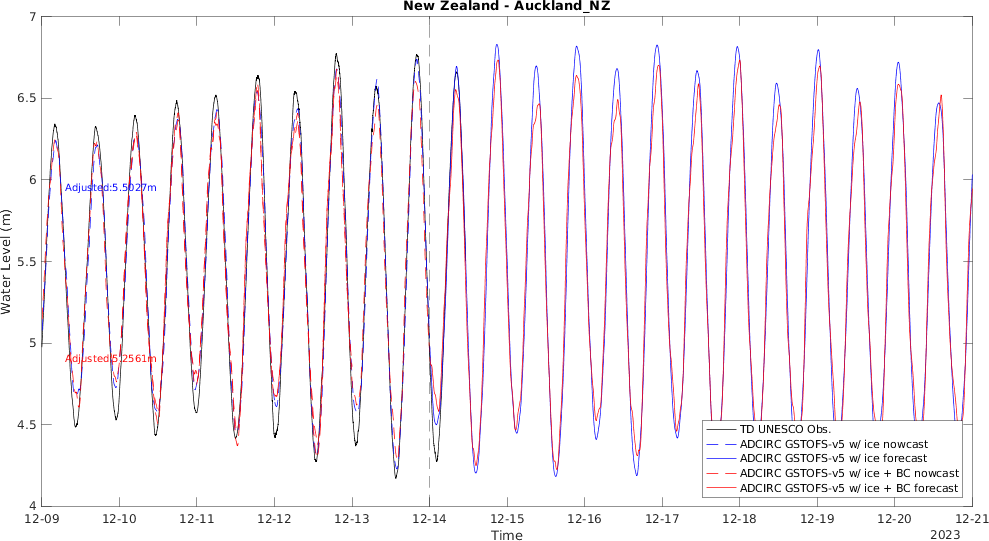 New Zealand - Auckland_NZ
7
6.5
6
5.5
5
4.5
4
Water Level (m)
Adjusted:5.5027m
Adjusted:5.2561m
TD UNESCO Obs.
ADCIRC GSTOFS-v5 w/ ice nowcast
ADCIRC GSTOFS-v5 w/ ice forecast
ADCIRC GSTOFS-v5 w/ ice + BC nowcast
ADCIRC GSTOFS-v5 w/ ice + BC forecast
12-09 12-10 12-11 12-12 12-13 12-14 12-15 12-16 12-17 12-18 12-19 12-20 12-21
Time
2023